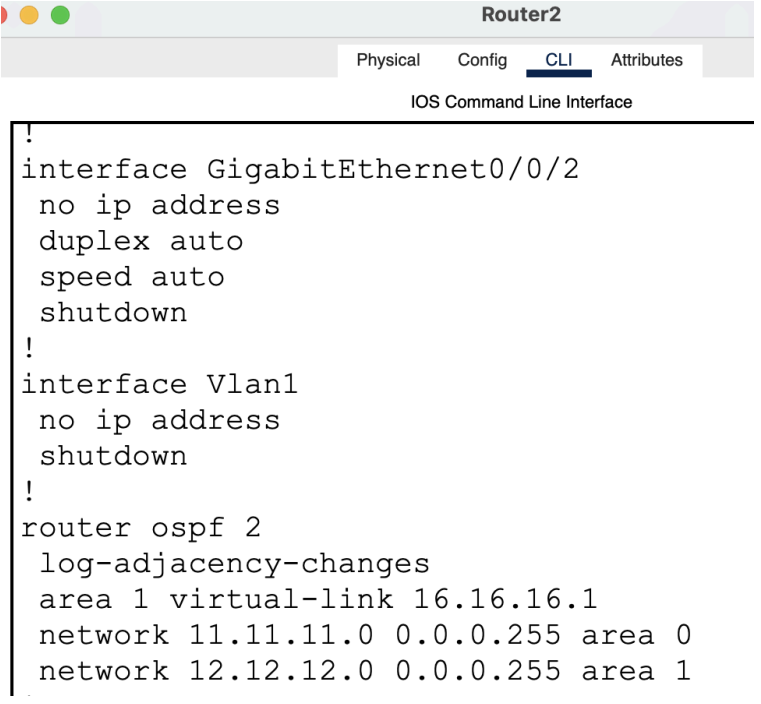 Router2
Physical Config CLI Attributes
IOS Command Line Interface
!
interface GigabitEthernet0/0/2
 no ip address
 duplex auto
 speed auto
 shutdown
!
interface Vlan1
 no ip address
 shutdown
!
router ospf 2
 log-adjacency-changes
 area 1 virtual-link 16.16.16.1
 network 11.11.11.0 0.0.0.255 area 0
 network 12.12.12.0 0.0.0.255 area 1